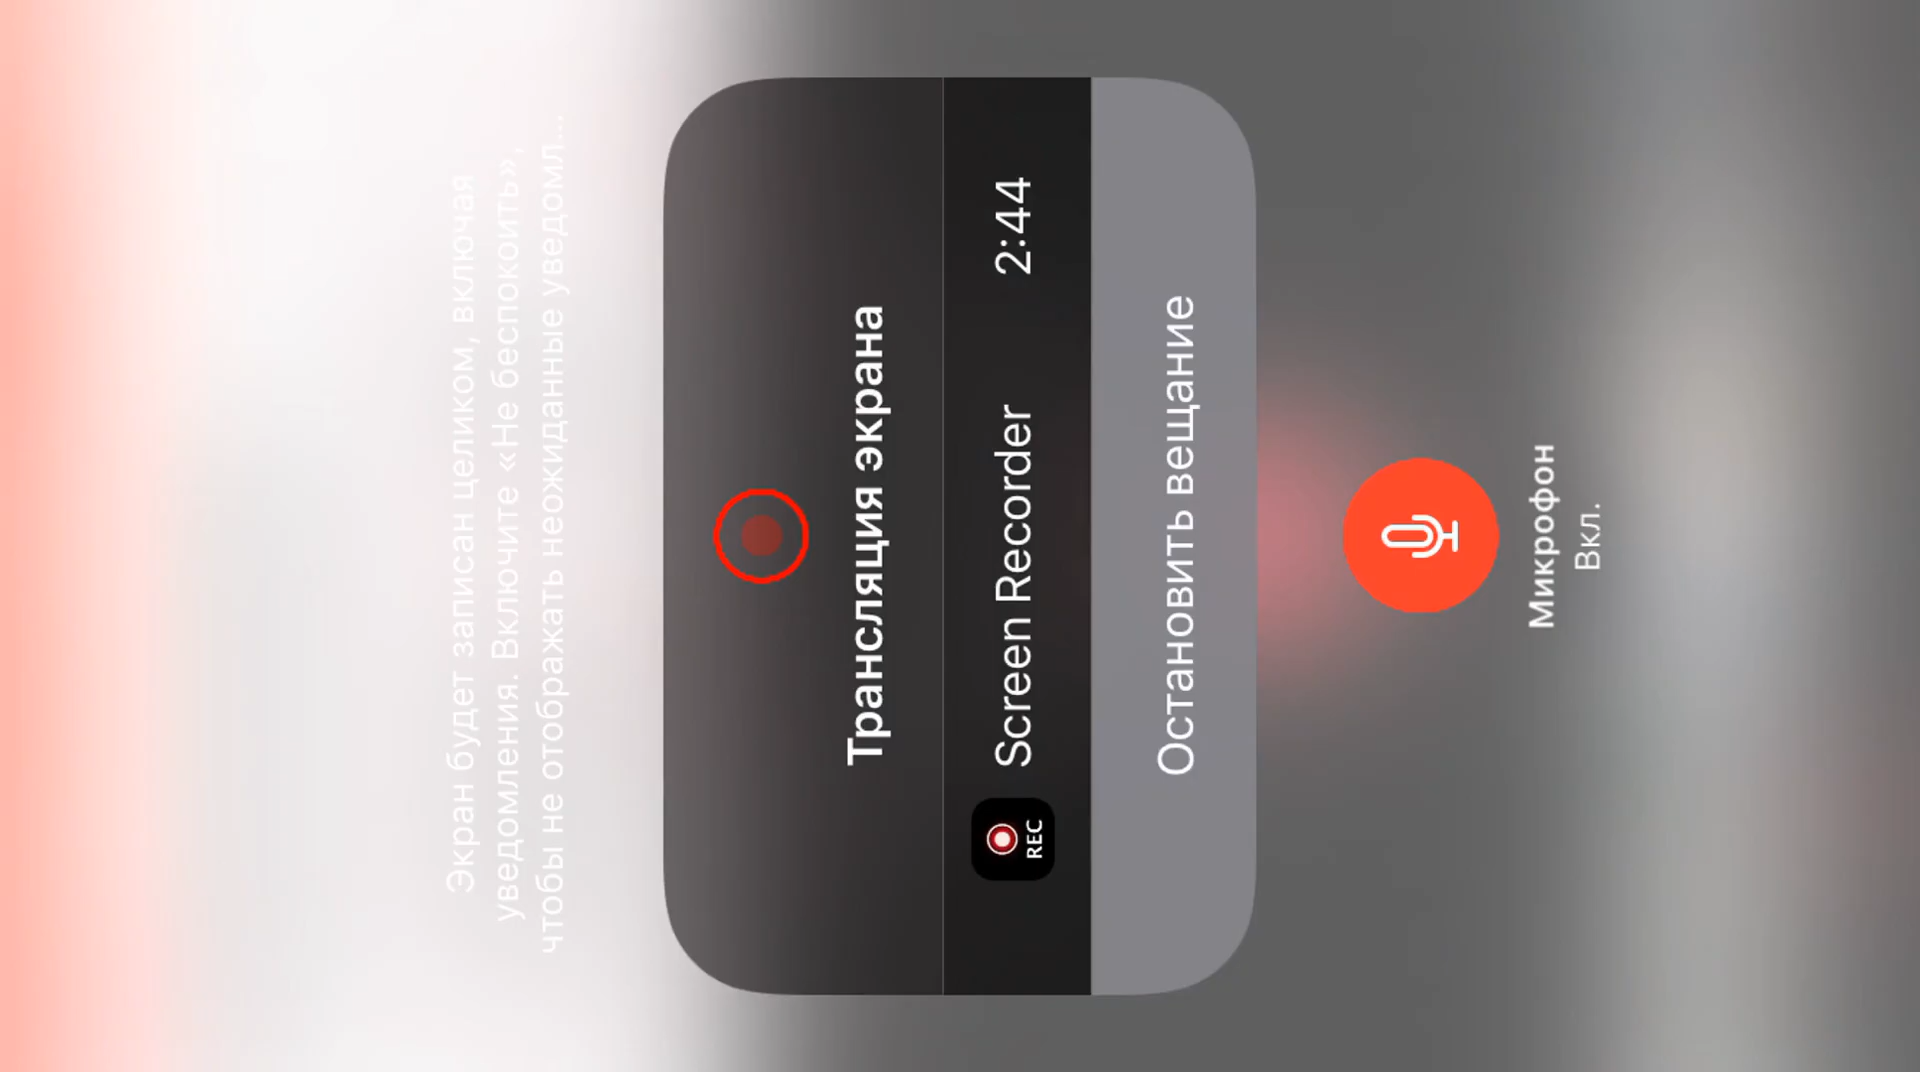 Экран будет записан целиком, включая
уведомления. Включите «Не беспокоить»,
чтобы не отображать неожиданные уведомл...
Трансляция экрана
Screen Recorder 2:44
REC
Остановить вещание
Микрофон
Вкл.